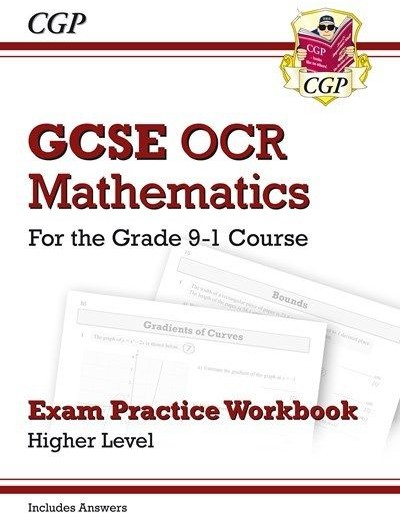 CGP
CGP
CGP
GCSE OCR
Mathematics
For the Grade 9-1 Course
Bounds
Gradients of Curves
Exam Practice Workbook
Higher Level
Includes Answers